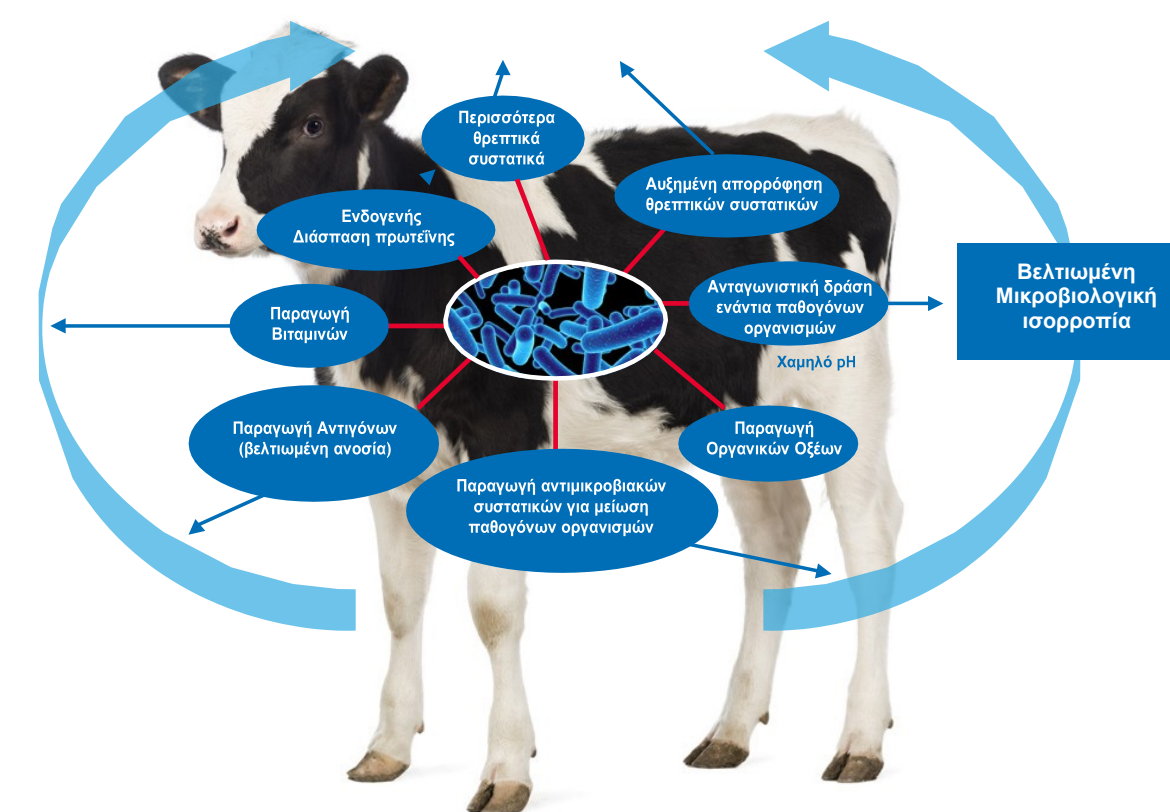 Περισσότερα
θρεπτικά
συστατικά
Αυξημένη απορρόφηση
θρεπτικών συστατικών
Ενδογενής
Διάσπαση πρωτεΐνης
Ανταγωνιστική δράση
ενάντια παθογόνων
οργανισμών
Χαμηλό pH
Βελτιωμένη
Μικροβιολογική
ισορροπία
Παραγωγή
Βιταμινών
Παραγωγή Αντιγόνων
(βελτιωμένη ανοσία)
Παραγωγή
Οργανικών Οξέων
Παραγωγή αντιμικροβιακών
συστατικών για μείωση
παθογόνων οργανισμών